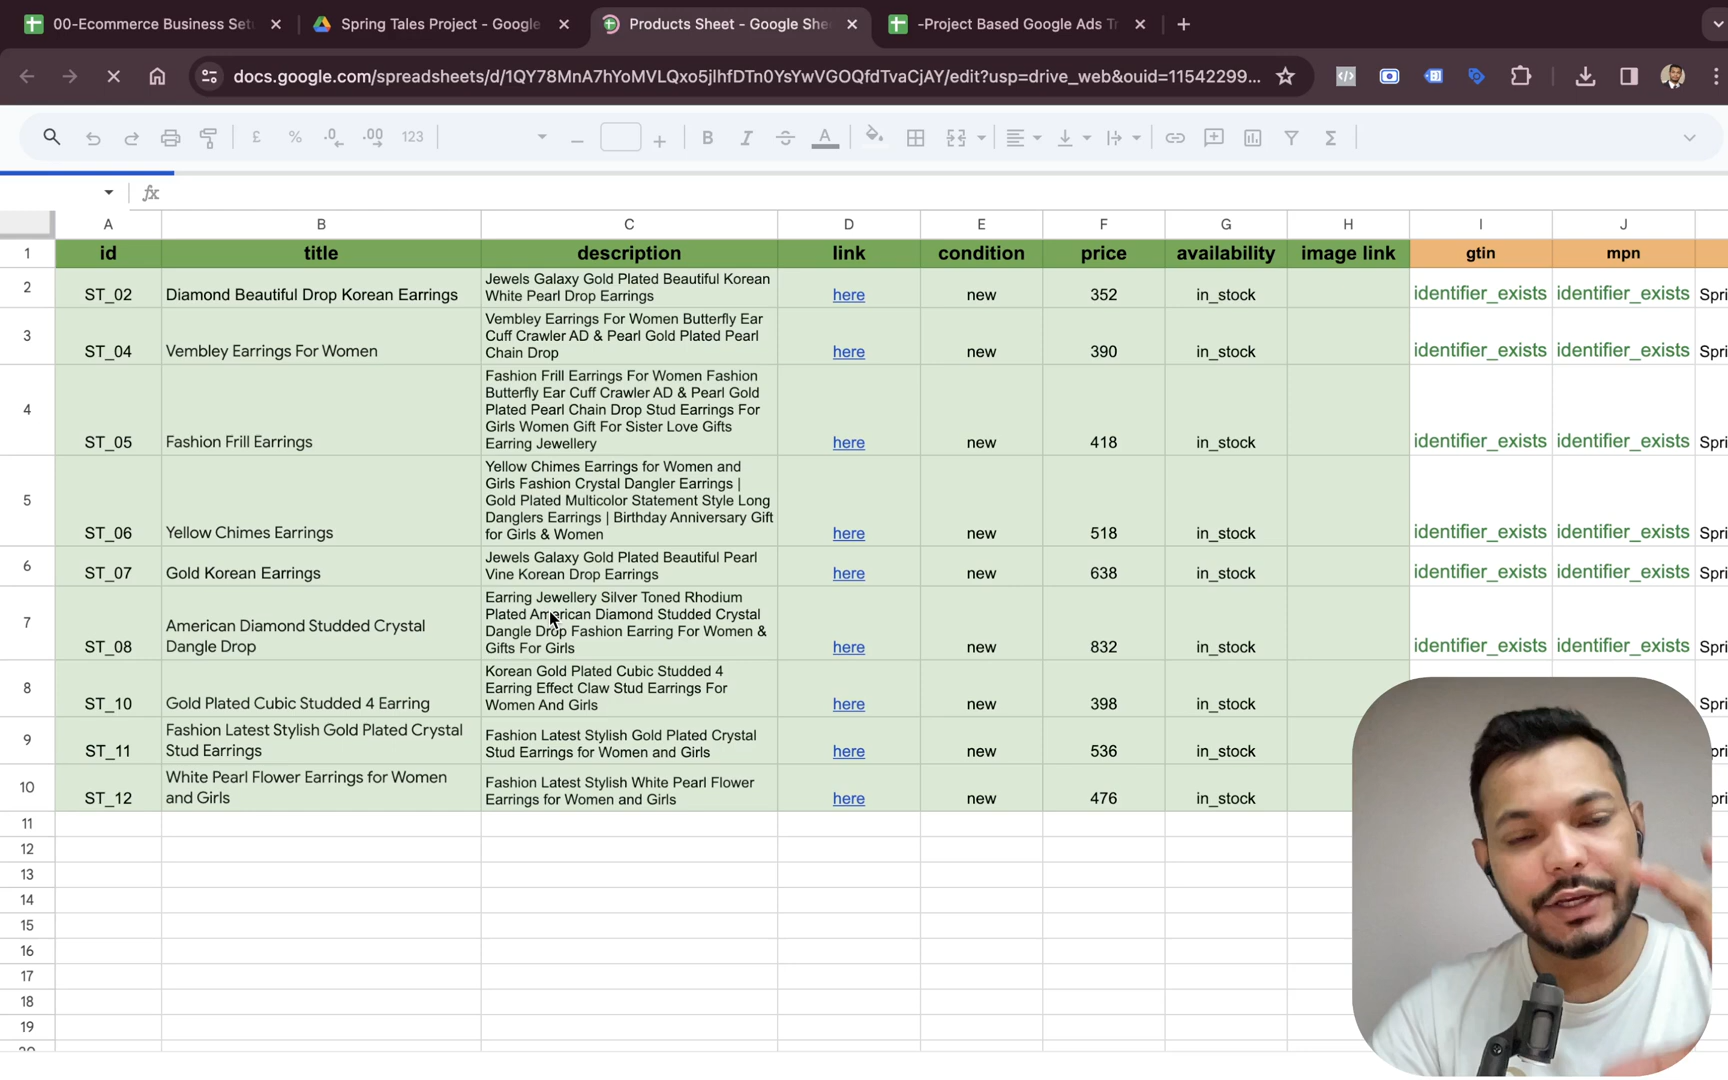 00-Ecommerce Business Set
Spring Tales Project - Google
Products Sheet - Google She
-Project Based Google Ads Tr
docs.google.com/spreadsheets/d/1QY78MnA7hYoMVLQxo5jlhfDTn0YsYwVGOQfdTvaCjAY/edit?usp=drive_web&ouid=11542299...
£ % .0 .00 123
B I S A Σ
fx
A B C D E F G H I J
1 id title description link condition price availability image link gtin mpn
Jewels Galaxy Gold Plated Beautiful Korean
2 ST_02 Diamond Beautiful Drop Korean Earrings White Pearl Drop Earrings here new 352 in_stock identifier_exists identifier_exists Spri
Vembley Earrings For Women Butterfly Ear
3 Cuff Crawler AD & Pearl Gold Plated Pearl
ST_04 Vembley Earrings For Women Chain Drop here new 390 in_stock identifier_exists identifier_exists Spri
Fashion Frill Earrings For Women Fashion
Butterfly Ear Cuff Crawler AD & Pearl Gold
4 Plated Pearl Chain Drop Stud Earrings For
Girls Women Gift For Sister Love Gifts
ST_05 Fashion Frill Earrings Earring Jewellery here new 418 in_stock identifier_exists identifier_exists Spri
Yellow Chimes Earrings for Women and
Girls Fashion Crystal Dangler Earrings |
5 Gold Plated Multicolor Statement Style Long
Danglers Earrings | Birthday Anniversary Gift
ST_06 Yellow Chimes Earrings for Girls & Women here new 518 in_stock identifier_exists identifier_exists Spri
6 Jewels Galaxy Gold Plated Beautiful Pearl
ST_07 Gold Korean Earrings Vine Korean Drop Earrings here new 638 in_stock identifier_exists identifier_exists Spri
Earring Jewellery Silver Toned Rhodium
7 American Diamond Studded Crystal Plated American Diamond Studded Crystal
Dangle Drop Fashion Earring For Women &
ST_08 Dangle Drop Gifts For Girls here new 832 in_stock identifier_exists identifier_exists Spri
Korean Gold Plated Cubic Studded 4
8 Earring Effect Claw Stud Earrings For
ST_10 Gold Plated Cubic Studded 4 Earring Women And Girls here new 398 in_stock Spri
9 Fashion Latest Stylish Gold Plated Crystal Fashion Latest Stylish Gold Plated Crystal
ST_11 Stud Earrings Stud Earrings for Women and Girls here new 536 in_stock pri
10 White Pearl Flower Earrings for Women Fashion Latest Stylish White Pearl Flower
ST_12 and Girls Earrings for Women and Girls here new 476 in_stock pri
11
12
13
14
15
16
17
18
19